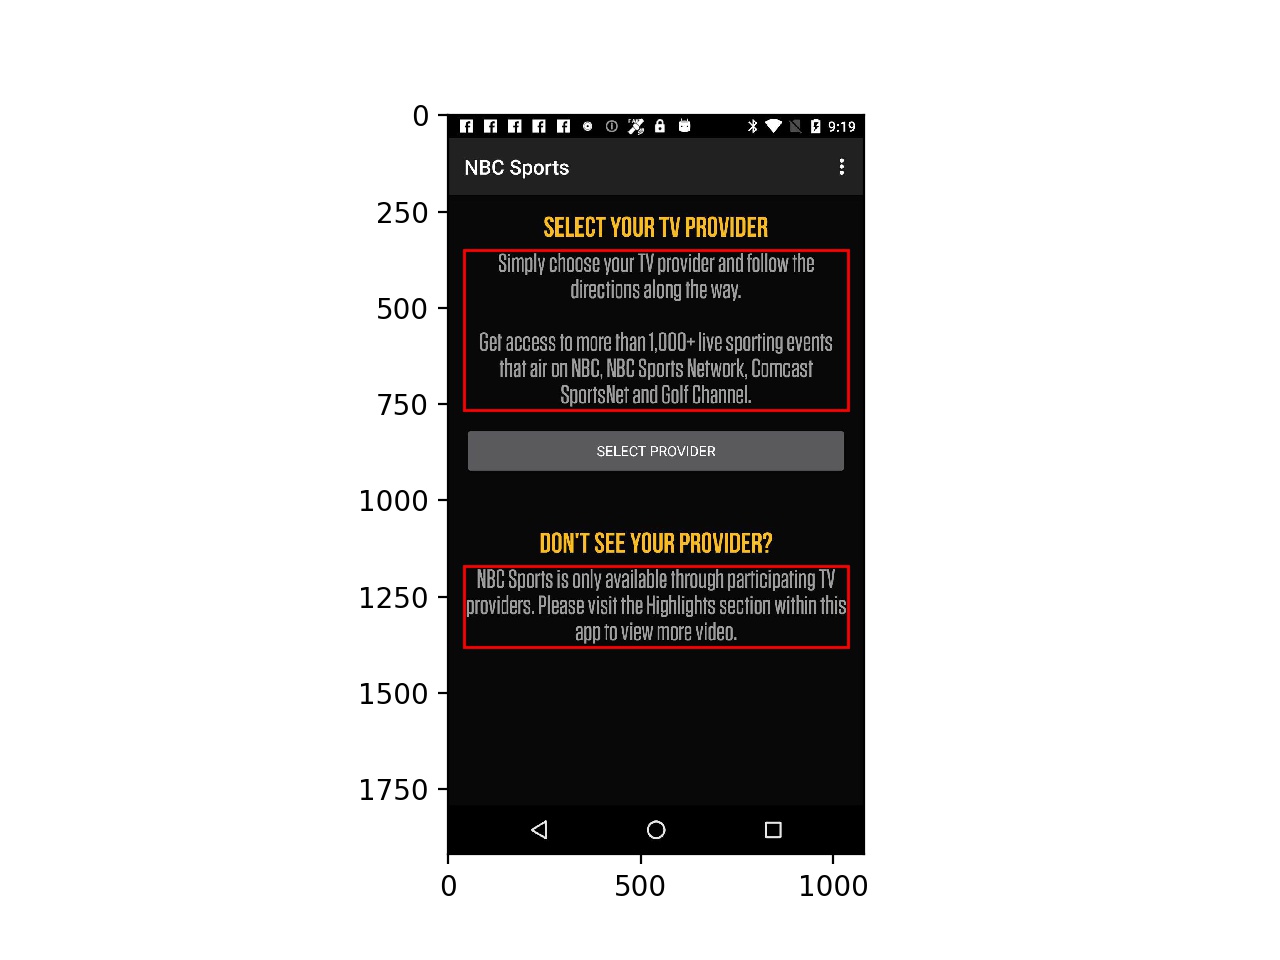 0
250
500
750
1000
1250
1500
1750
9:19
NBC Sports
SELECT YOUR TV PROVIDER
Simply choose your TV provider and follow the
directions along the way.
Get access to more than 1,000+ live sporting events
that air on NBC, NBC Sports Network, Comcast
SportsNet and Golf Channel.
SELECT PROVIDER
DON'T SEE YOUR PROVIDER?
NBC Sports is only available through participating TV
providers. Please visit the Highlights section within this
app to view more video.
0 500 1000